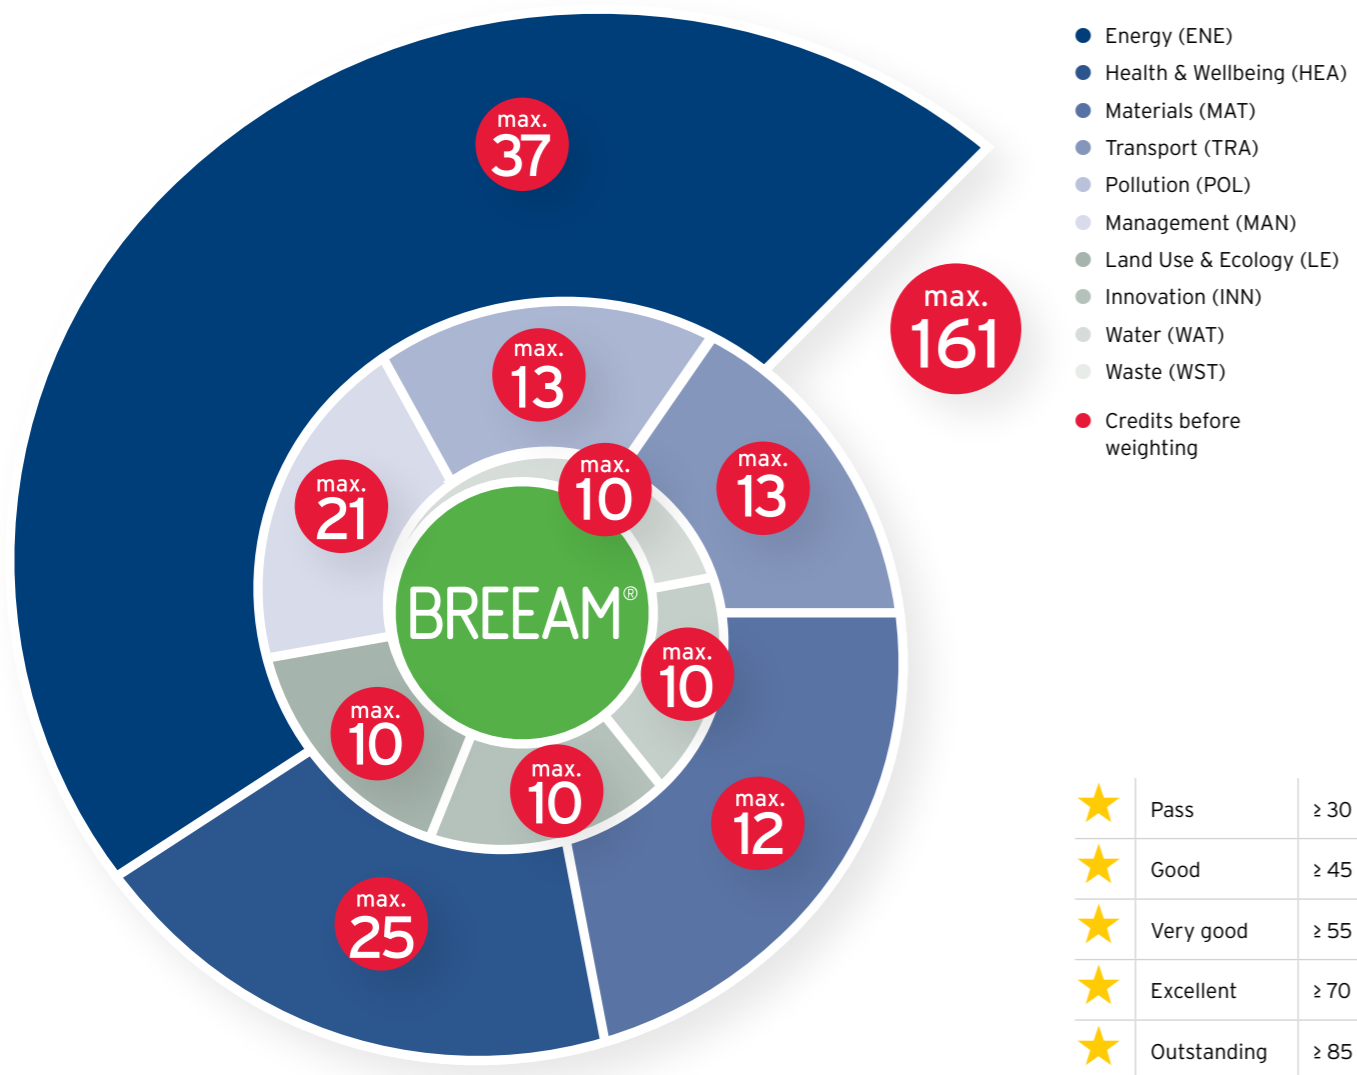 max.
37
max.
161
max.
13
max.
10
max.
13
max.
21
max.
10
max.
10
max.
10
max.
12
max.
25
BREEAM®
Energy (ENE)
Health & Wellbeing (HEA)
Materials (MAT)
Transport (TRA)
Pollution (POL)
Management (MAN)
Land Use & Ecology (LE)
Innovation (INN)
Water (WAT)
Waste (WST)
Credits before
weighting
Pass ≥ 30
Good ≥ 45
Very good ≥ 55
Excellent ≥ 70
Outstanding ≥ 85